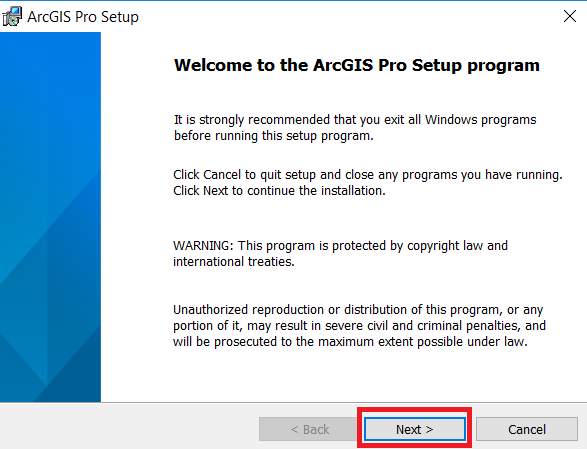 ArcGIS Pro Setup
Welcome to the ArcGIS Pro Setup program
It is strongly recommended that you exit all Windows programs
before running this setup program.
Click Cancel to quit setup and close any programs you have running.
Click Next to continue the installation.
WARNING: This program is protected by copyright law and
international treaties.
Unauthorized reproduction or distribution of this program, or any
portion of it, may result in severe civil and criminal penalties, and
will be prosecuted to the maximum extent possible under law.
< Back Next > Cancel